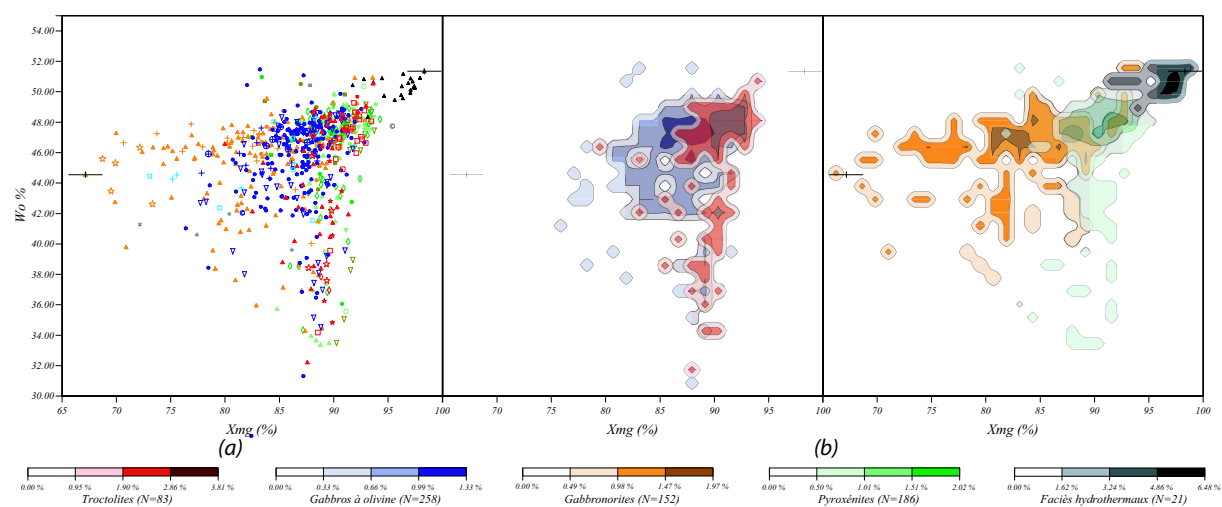 54.00
52.00
50.00
48.00
46.00
44.00
42.00
40.00
38.00
36.00
34.00
32.00
30.00
Wo %
65 70 75 80 85 90 95 100
70 75 80 85 90 95 100
70 75 80 85 90 95 100
Xmg (%) Xmg (%) Xmg (%)
(a) (b)
0.00 % 0.95 % 1.90 % 2.86 % 3.81 %
Troctolites (N=83)
0.00 % 0.33 % 0.66 % 0.99 % 1.33 %
Gabbros à olivine (N=258)
0.00 % 0.49 % 0.98 % 1.47 % 1.97 %
Gabbronorites (N=152)
0.00 % 0.50 % 1.01 % 1.51 % 2.02 %
Pyroxénites (N=186)
0.00 % 1.62 % 3.24 % 4.86 % 6.48 %
Faciès hydrothermaux (N=21)